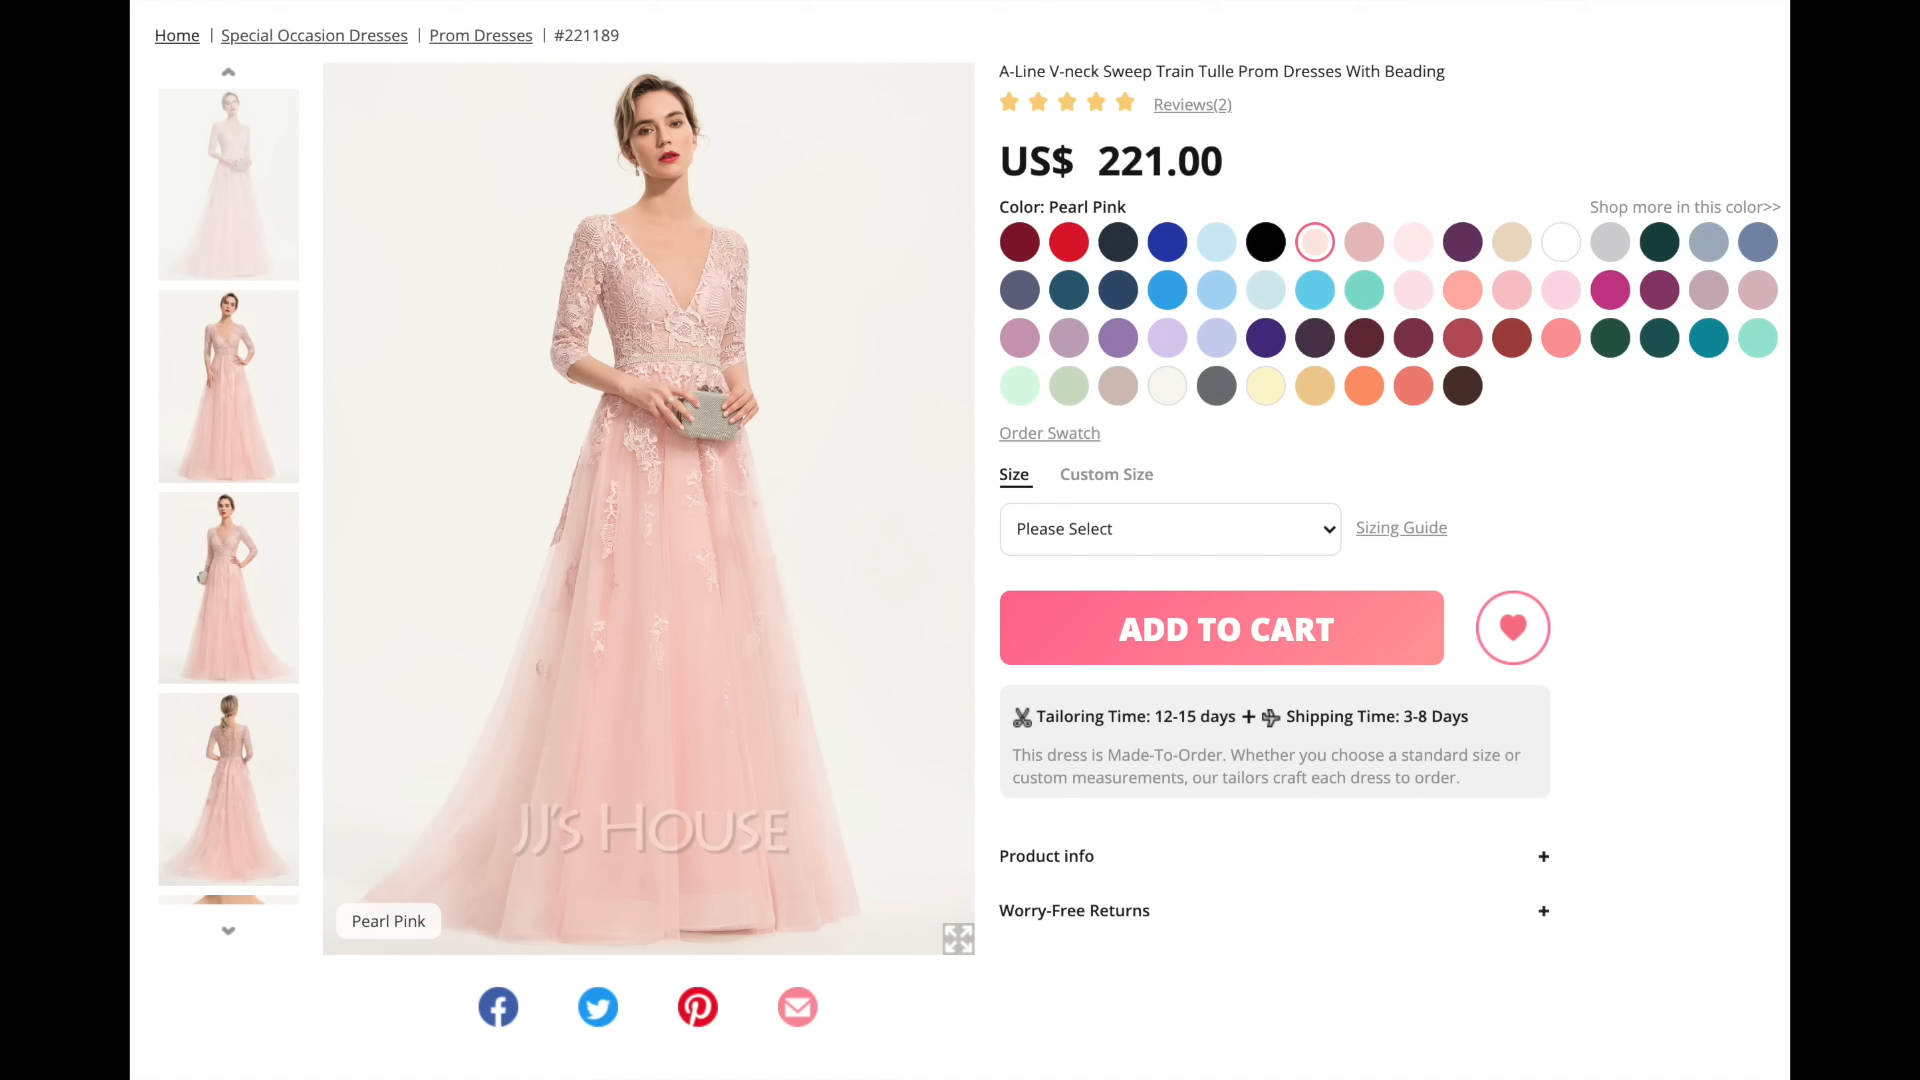 Home | Special Occasion Dresses | Prom Dresses | #221189
A-Line V-neck Sweep Train Tulle Prom Dresses With Beading
Reviews(2)
US$ 221.00
Color: Pearl Pink
Shop more in this color>>
Order Swatch
Size
Custom Size
Please Select
Sizing Guide
ADD TO CART
Tailoring Time: 12-15 days + Shipping Time: 3-8 Days
This dress is Made-To-Order. Whether you choose a standard size or
custom measurements, our tailors craft each dress to order.
JJ's HOUSE
Pearl Pink
Product info +
Worry-Free Returns +